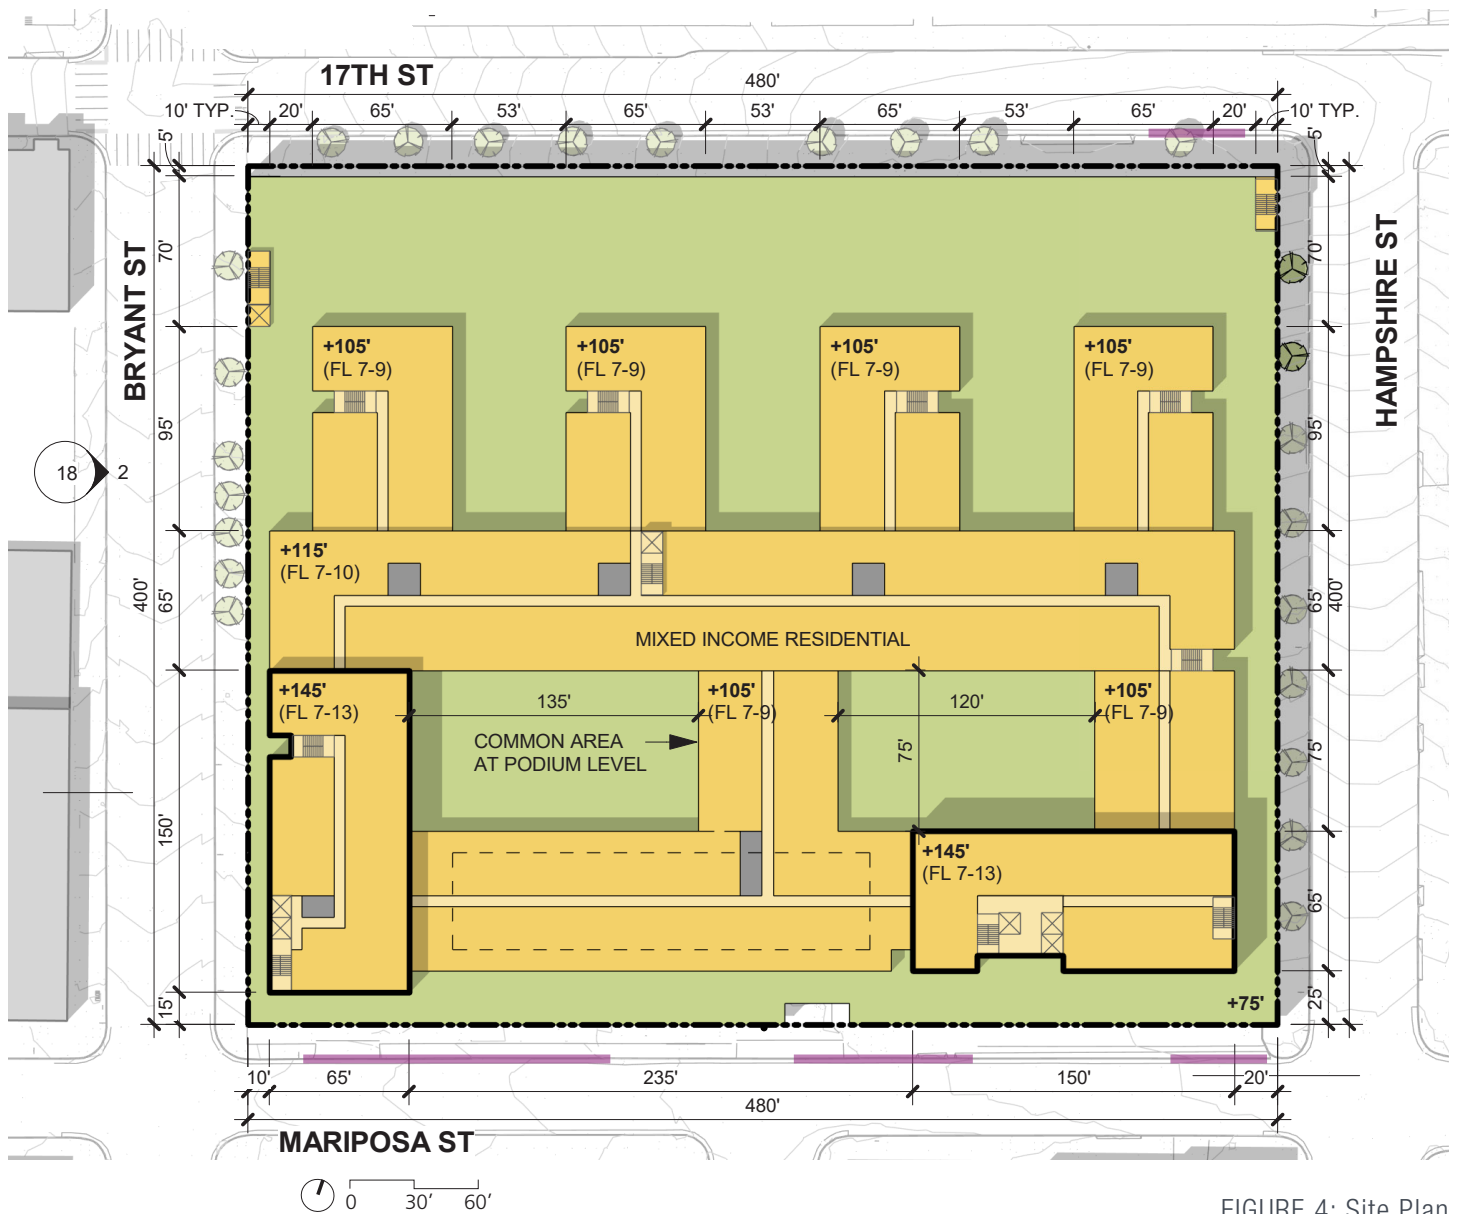 17TH ST
480'
10' TYP.
20'
65'
53'
65'
53'
65'
53'
65'
20'
10' TYP.
5'
5'
70'
70'
BRYANT ST
HAMPSHIRE ST
+105'
(FL 7-9)
+105'
(FL 7-9)
+105'
(FL 7-9)
+105'
(FL 7-9)
95'
95'
18
2
+115'
(FL 7-10)
400'
65'
65'
400'
MIXED INCOME RESIDENTIAL
+145'
(FL 7-13)
135'
+105'
(FL 7-9)
120'
+105'
(FL 7-9)
COMMON AREA
AT PODIUM LEVEL
75'
75'
150'
+145'
(FL 7-13)
65'
15'
+75'
25'
10'
65'
235'
150'
20'
480'
MARIPOSA ST
0 30' 60'
FIGURE 4: Site Plan